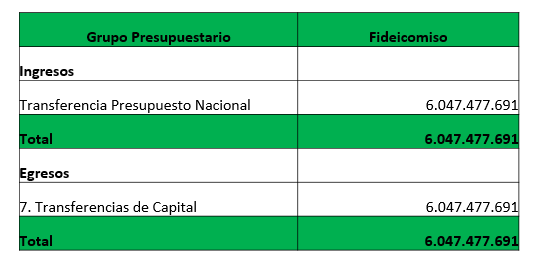 Grupo Presupuestario Fideicomiso
Ingresos
Transferencia Presupuesto Nacional 6.047.477.691
Total 6.047.477.691
Egresos
7. Transferencias de Capital 6.047.477.691
Total 6.047.477.691